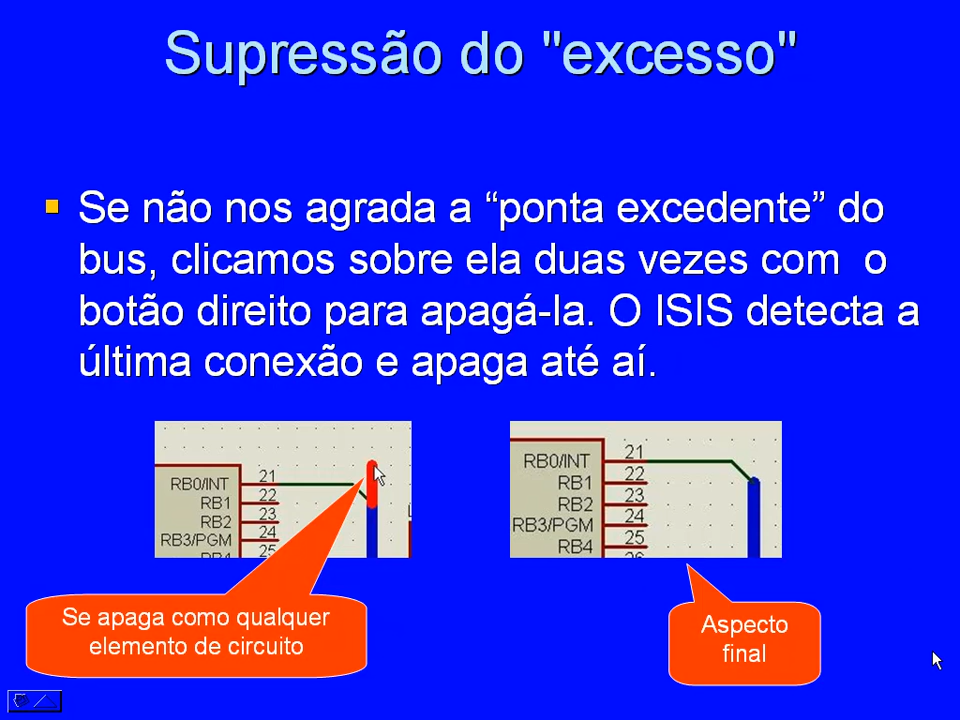 Supressão do "excesso"
Se não nos agrada a “ponta excedente” do
bus, clicamos sobre ela duas vezes com o
botão direito para apagá-la. O ISIS detecta a
última conexão e apaga até aí.
RB0/INT 21
RB1 22
RB2 23
RB3/PGM 24
RB4 25
RB0/INT 21
RB1 22
RB2 23
RB3/PGM 24
RB4 25
26
Se apaga como qualquer
elemento de circuito
Aspecto
final